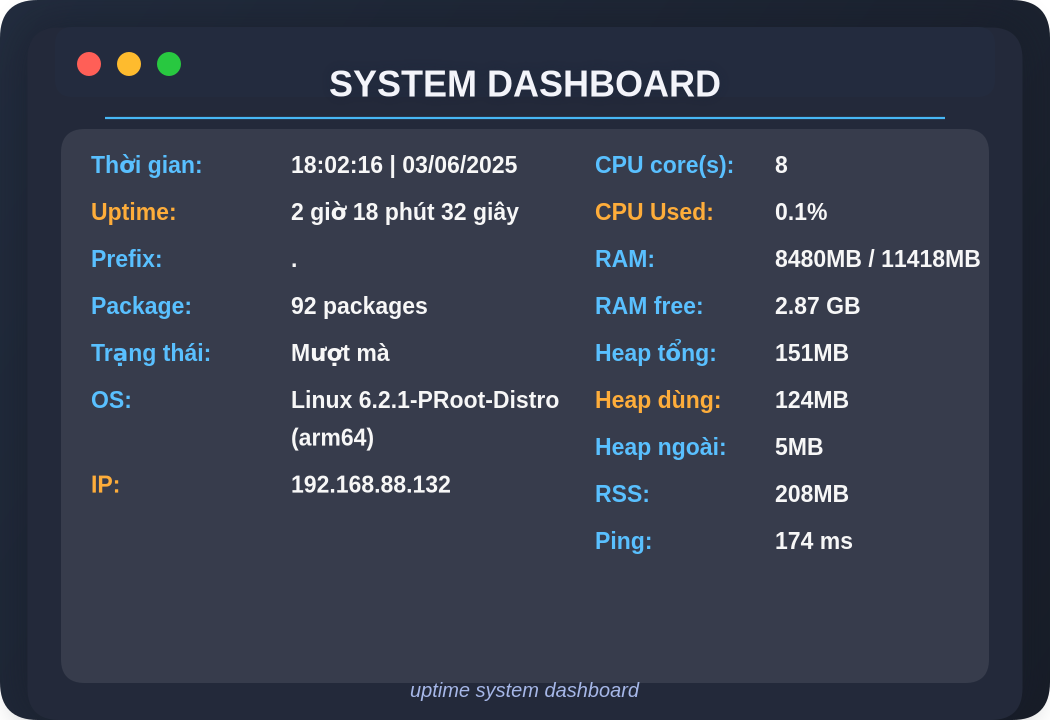 SYSTEM DASHBOARD
Thời gian: 18:02:16 | 03/06/2025
Uptime: 2 giờ 18 phút 32 giây
Prefix: .
Package: 92 packages
Trạng thái: Mượt mà
OS: Linux 6.2.1-PRoot-Distro
(arm64)
IP: 192.168.88.132
CPU core(s): 8
CPU Used: 0.1%
RAM: 8480MB / 11418MB
RAM free: 2.87 GB
Heap tổng: 151MB
Heap dùng: 124MB
Heap ngoài: 5MB
RSS: 208MB
Ping: 174 ms
uptime system dashboard